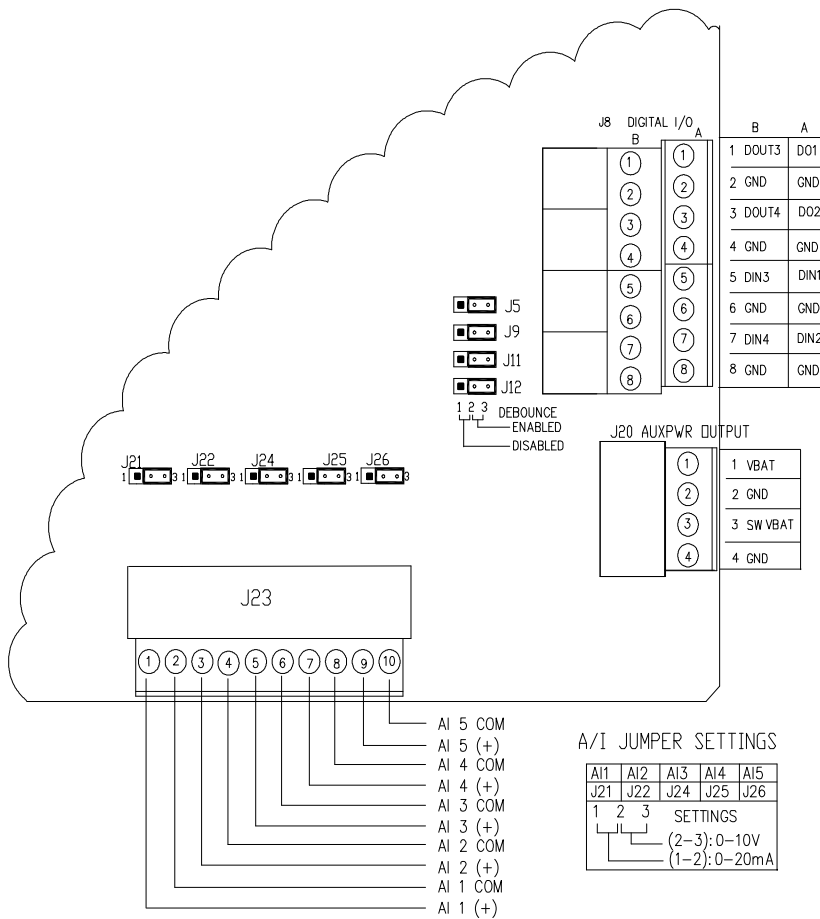 J8 DIGITAL I/O
B A
B A
1 1
2 2
3 3
4 4
5 5
6 6
7 7
8 8
1 DOUT3 DO1
2 GND GND
3 DOUT4 DO2
4 GND GND
5 DIN3 DIN1
6 GND GND
7 DIN4 DIN2
8 GND GND
J5
J9
J11
J12
1 2 3 DEBOUNCE
ENABLED
DISABLED
J20 AUXPWR OUTPUT
1 1 VBAT
2 2 GND
3 3 SW VBAT
4 4 GND
J21 J22 J24 J25 J26
1 3 1 3 1 3 1 3 1 3
J23
1 2 3 4 5 6 7 8 9 10
AI 5 COM
AI 5 (+)
AI 4 COM
AI 4 (+)
AI 3 COM
AI 3 (+)
AI 2 COM
AI 2 (+)
AI 1 COM
AI 1 (+)
A/I JUMPER SETTINGS
AI1 AI2 AI3 AI4 AI5
J21 J22 J24 J25 J26
1 2 3 SETTINGS
(2-3): 0-10V
(1-2): 0-20mA